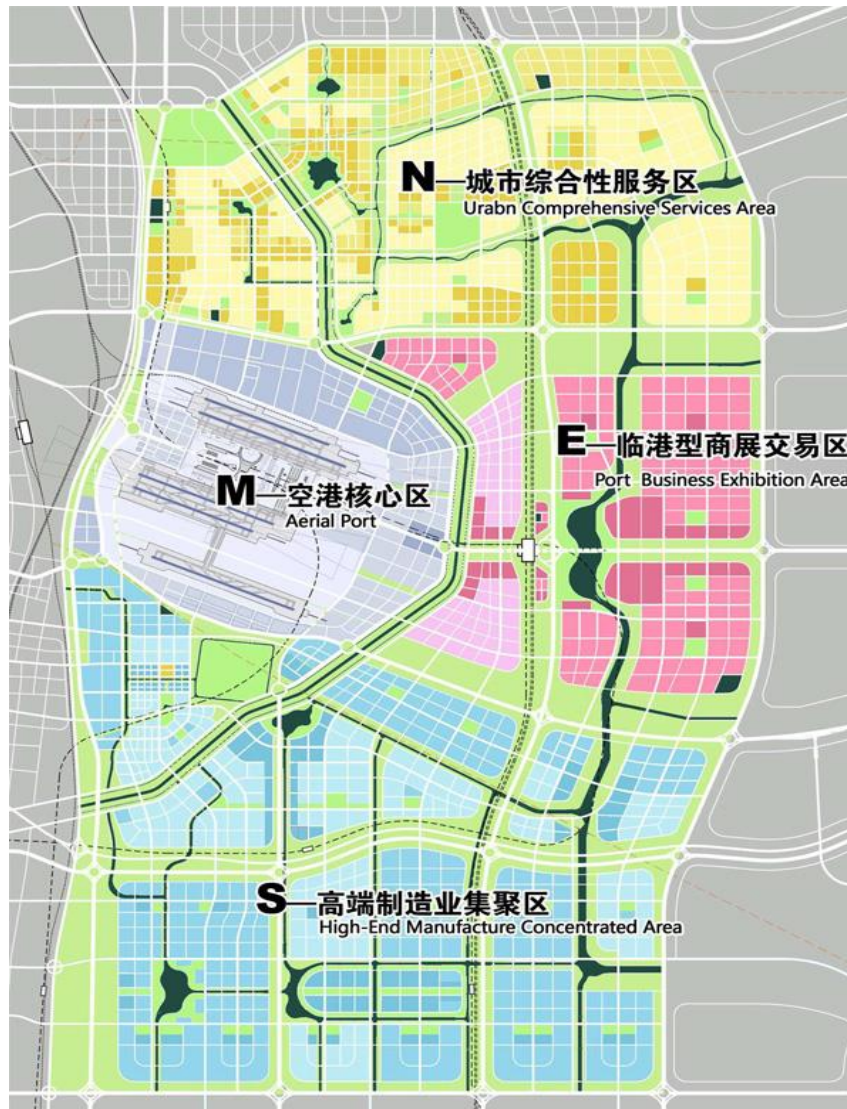 N—城市综合性服务区
Urabn Comprehensive Services Area
E—临港型商展交易区
Port Business Exhibition Area
M—空港核心区
Aerial Port
S—高端制造业集聚区
High-End Manufacture Concentrated Area